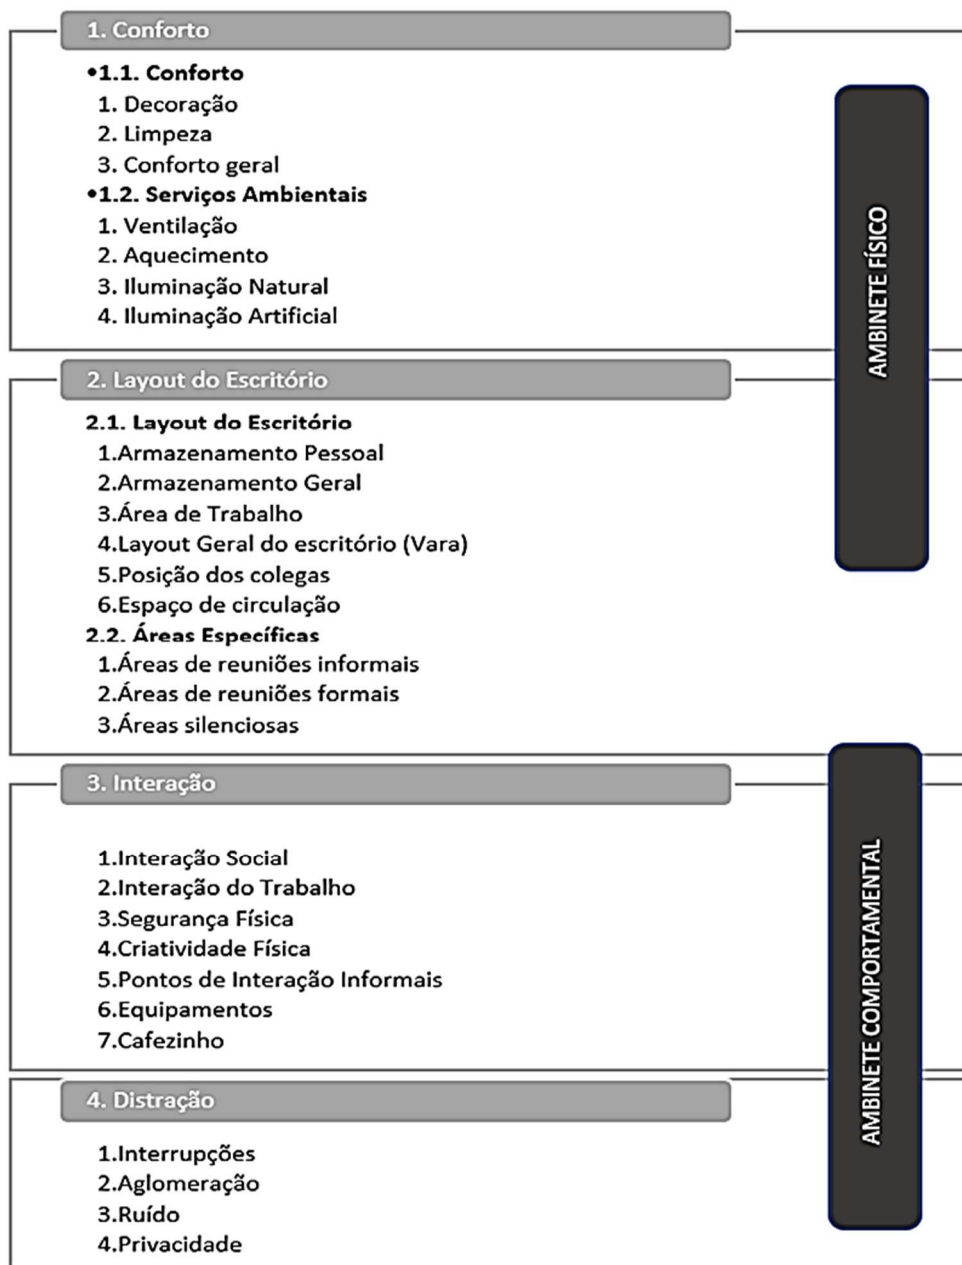 1. Conforto
•1.1. Conforto
1. Decoração
2. Limpeza
3. Conforto geral
•1.2. Serviços Ambientais
1. Ventilação
2. Aquecimento
3. Iluminação Natural
4. Iluminação Artificial
AMBINETE FÍSICO
2. Layout do Escritório
2.1. Layout do Escritório
1.Armazenamento Pessoal
2.Armazenamento Geral
3.Área de Trabalho
4.Layout Geral do escritório (Vara)
5.Posição dos colegas
6.Espaço de circulação
2.2. Áreas Específicas
1.Áreas de reuniões informais
2.Áreas de reuniões formais
3.Áreas silenciosas
3. Interação
1.Interação Social
2.Interação do Trabalho
3.Segurança Física
4.Criatividade Física
5.Pontos de Interação Informais
6.Equipamentos
7.Cafezinho
AMBINETE COMPORTAMENTAL
4. Distração
1.Interrupções
2.Aglomeração
3.Ruído
4.Privacidade